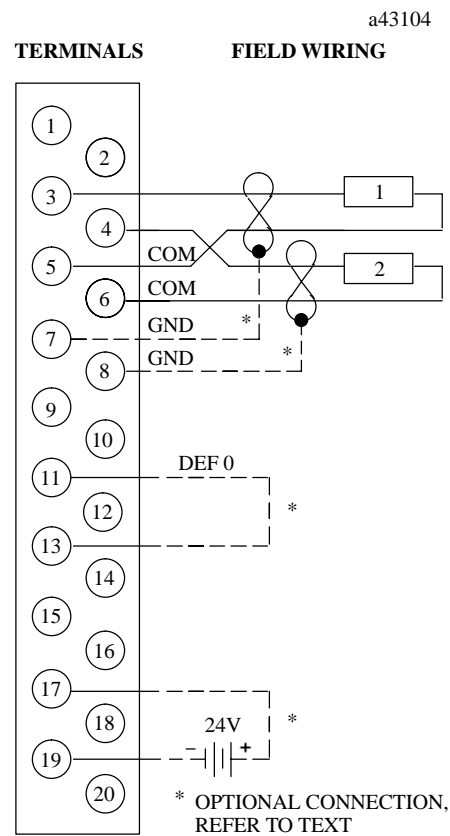 a43104
TERMINALS FIELD WIRING
1
2
3
1
4
5
COM
2
6
COM
7
GND
*
8
GND
*
9
10
11
DEF 0
12
*
13
14
15
16
17
18
24V
*
19
- +
20
* OPTIONAL CONNECTION,
REFER TO TEXT